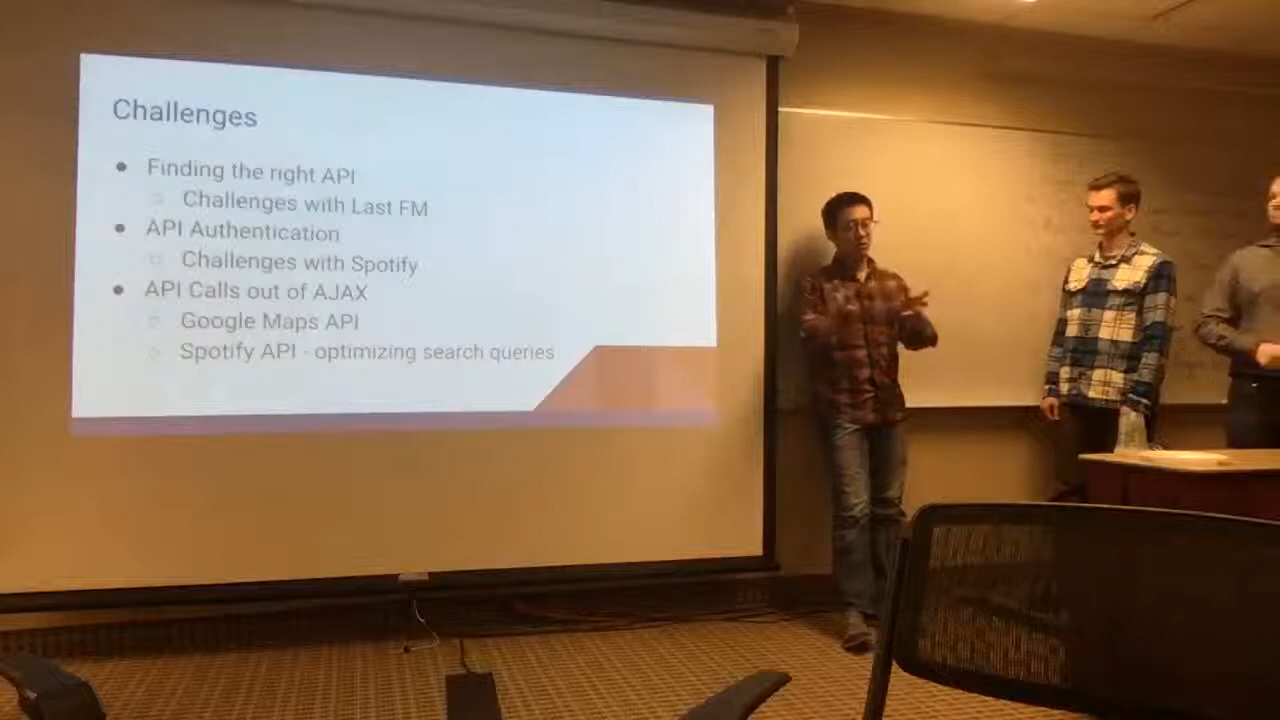 Challenges
● Finding the right API
○ Challenges with Last FM
● API Authentication
○ Challenges with Spotify
● API Calls out of AJAX
○ Google Maps API
○ Spotify API - optimizing search queries